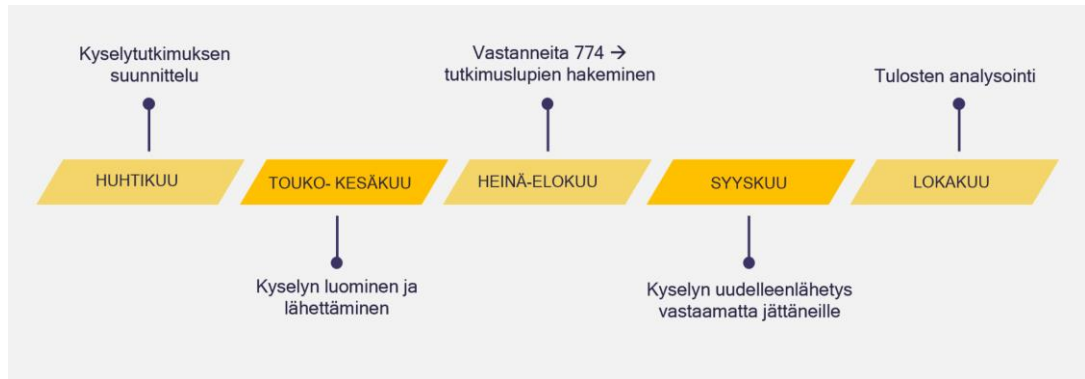 Kyselytutkimuksen
suunnittelu
Vastanneita 774 →
tutkimuslupien hakeminen
Tulosten analysointi
HUHTIKUU
TOUKO- KESÄKUU
HEINÄ-ELOKUU
SYYSKUU
LOKAKUU
Kyselyn luominen ja
lähettäminen
Kyselyn uudelleenlähetys
vastaamatta jättäneille